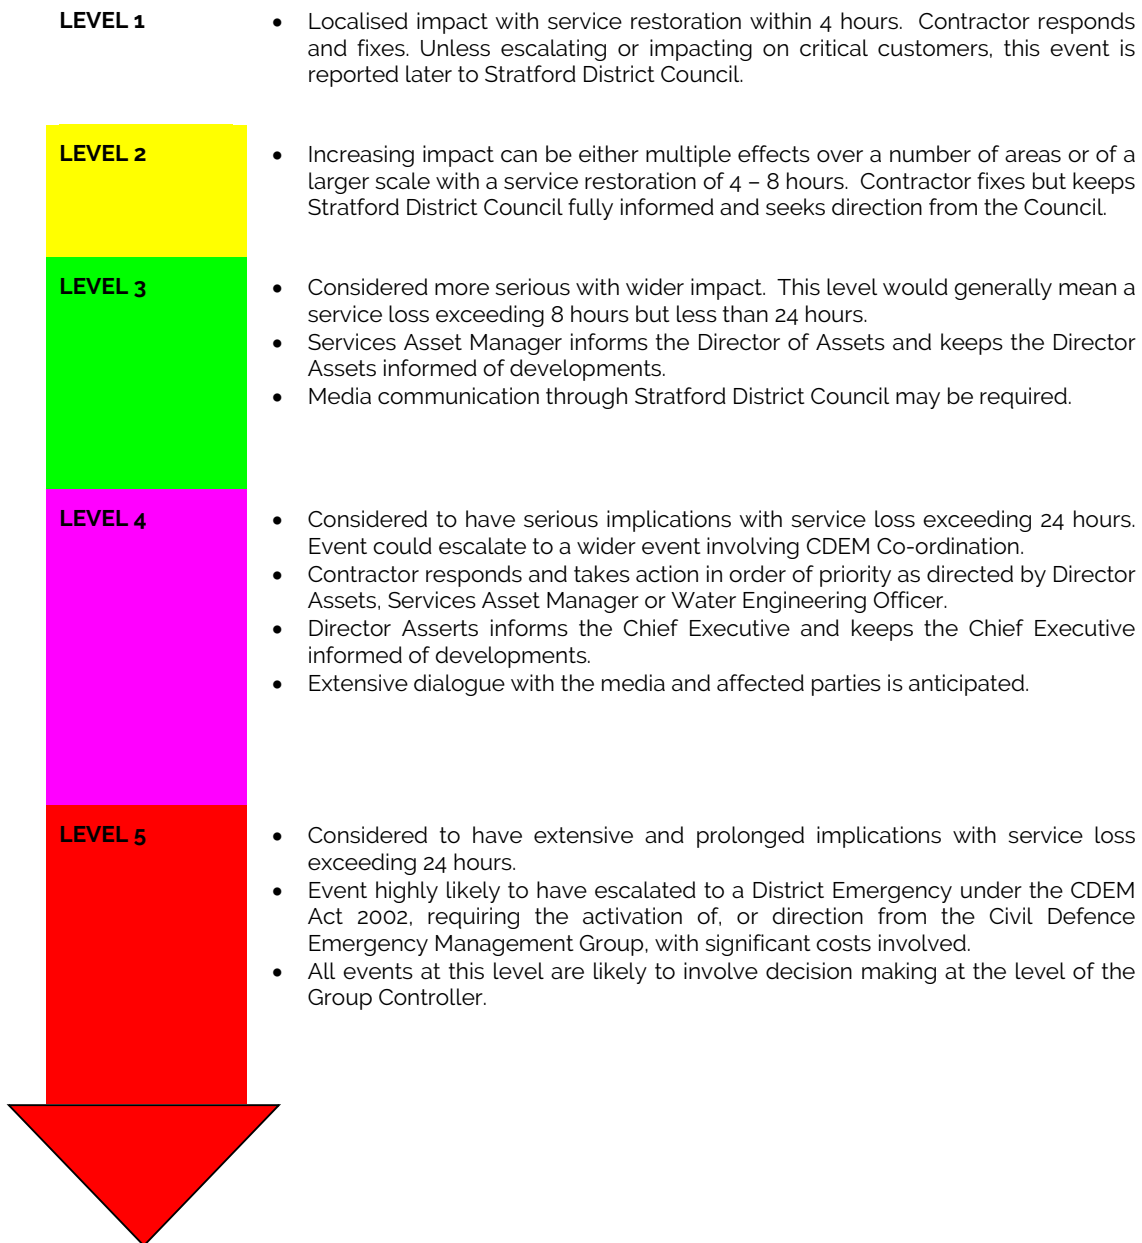 LEVEL 1
• Localised impact with service restoration within 4 hours. Contractor responds
and fixes. Unless escalating or impacting on critical customers, this event is
reported later to Stratford District Council.
LEVEL 2
• Increasing impact can be either multiple effects over a number of areas or of a
larger scale with a service restoration of 4 – 8 hours. Contractor fixes but keeps
Stratford District Council fully informed and seeks direction from the Council.
LEVEL 3
• Considered more serious with wider impact. This level would generally mean a
service loss exceeding 8 hours but less than 24 hours.
• Services Asset Manager informs the Director of Assets and keeps the Director
Assets informed of developments.
• Media communication through Stratford District Council may be required.
LEVEL 4
• Considered to have serious implications with service loss exceeding 24 hours.
Event could escalate to a wider event involving CDEM Co-ordination.
• Contractor responds and takes action in order of priority as directed by Director
Assets, Services Asset Manager or Water Engineering Officer.
• Director Asserts informs the Chief Executive and keeps the Chief Executive
informed of developments.
• Extensive dialogue with the media and affected parties is anticipated.
LEVEL 5
• Considered to have extensive and prolonged implications with service loss
exceeding 24 hours.
• Event highly likely to have escalated to a District Emergency under the CDEM
Act 2002, requiring the activation of, or direction from the Civil Defence
Emergency Management Group, with significant costs involved.
• All events at this level are likely to involve decision making at the level of the
Group Controller.